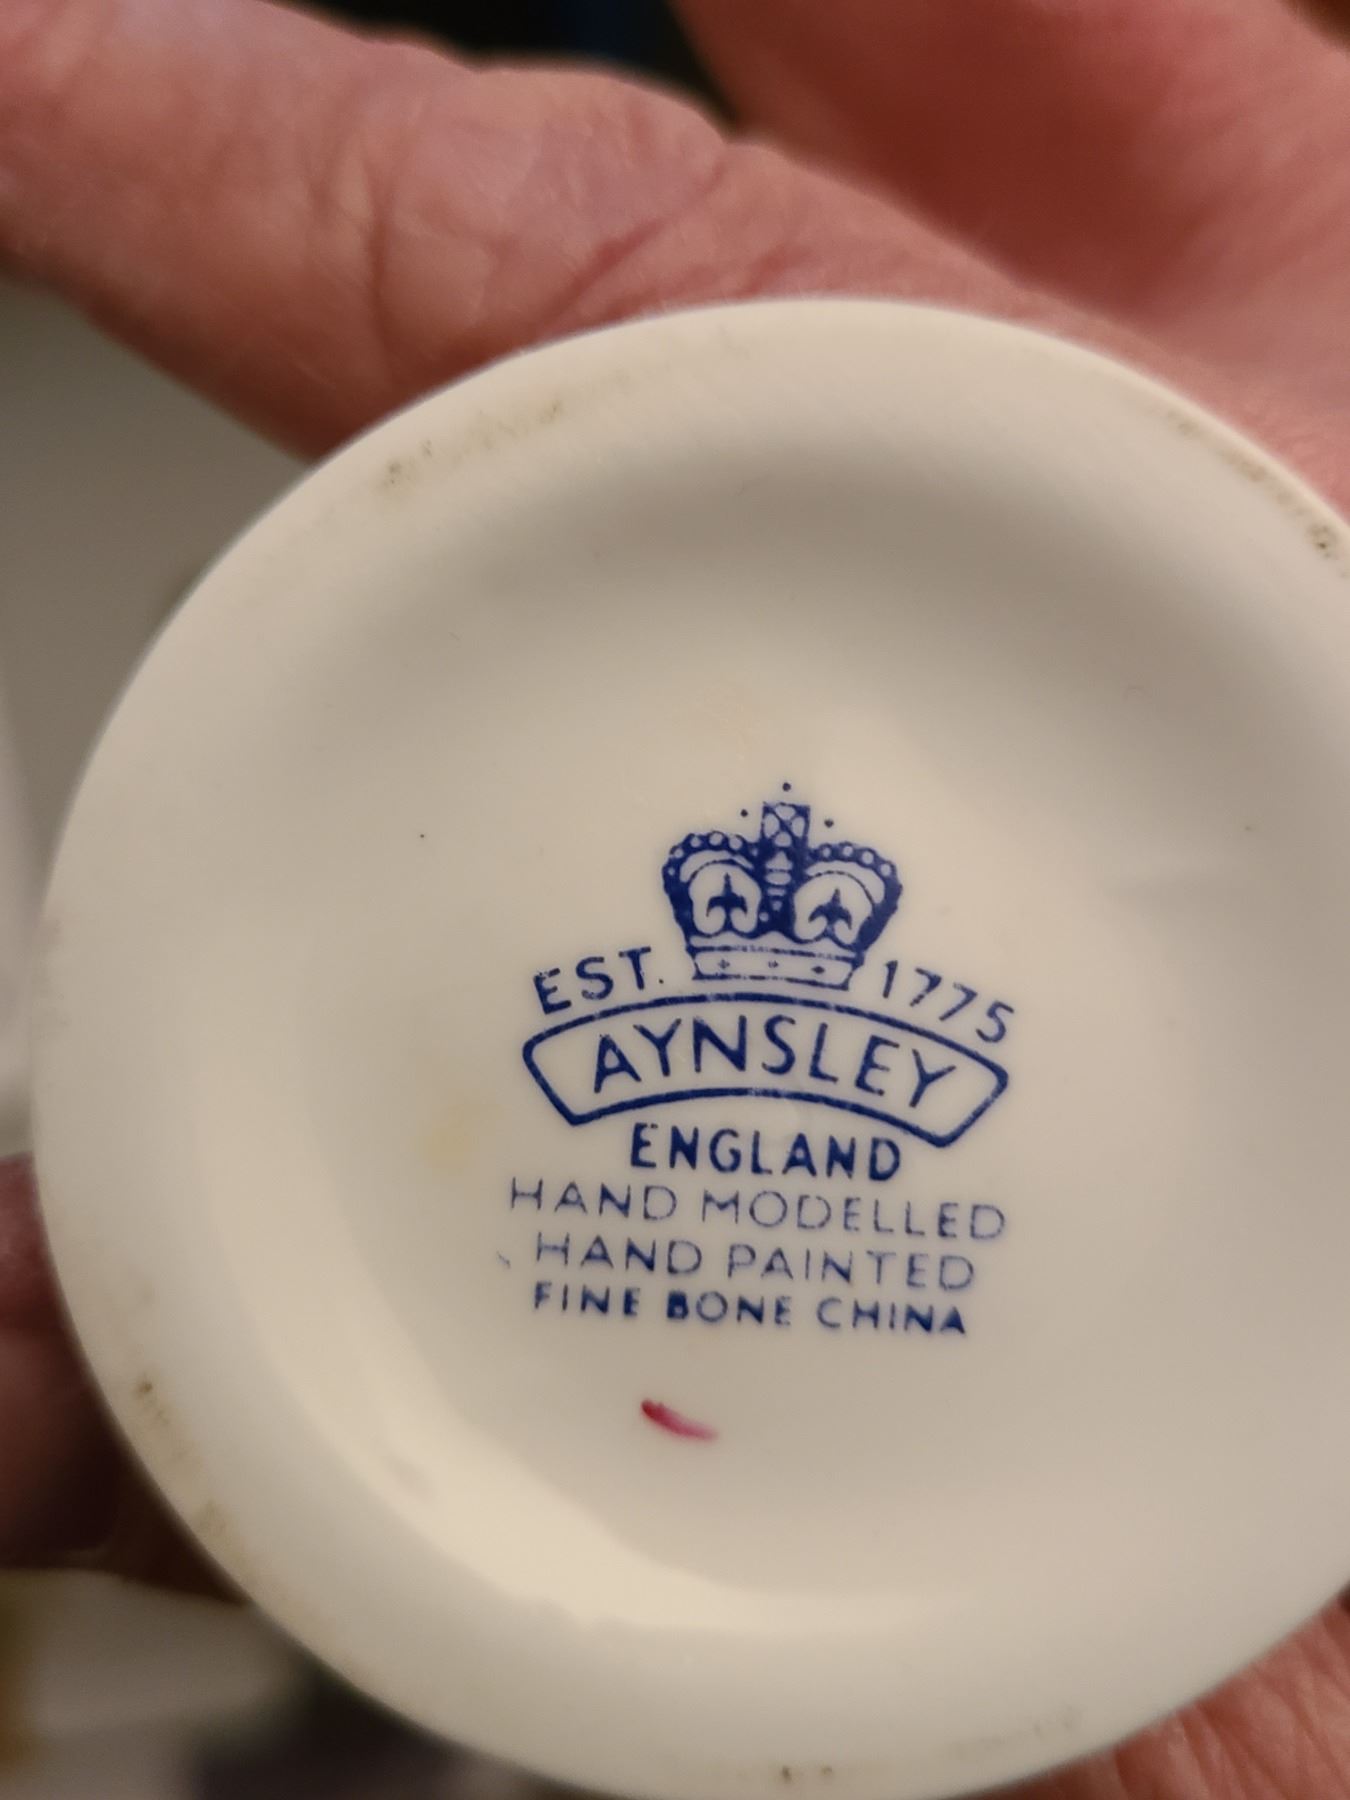 EST. 1775
AYNSLEY
ENGLAND
HAND MODELLED
HAND PAINTED
FINE BONE CHINA